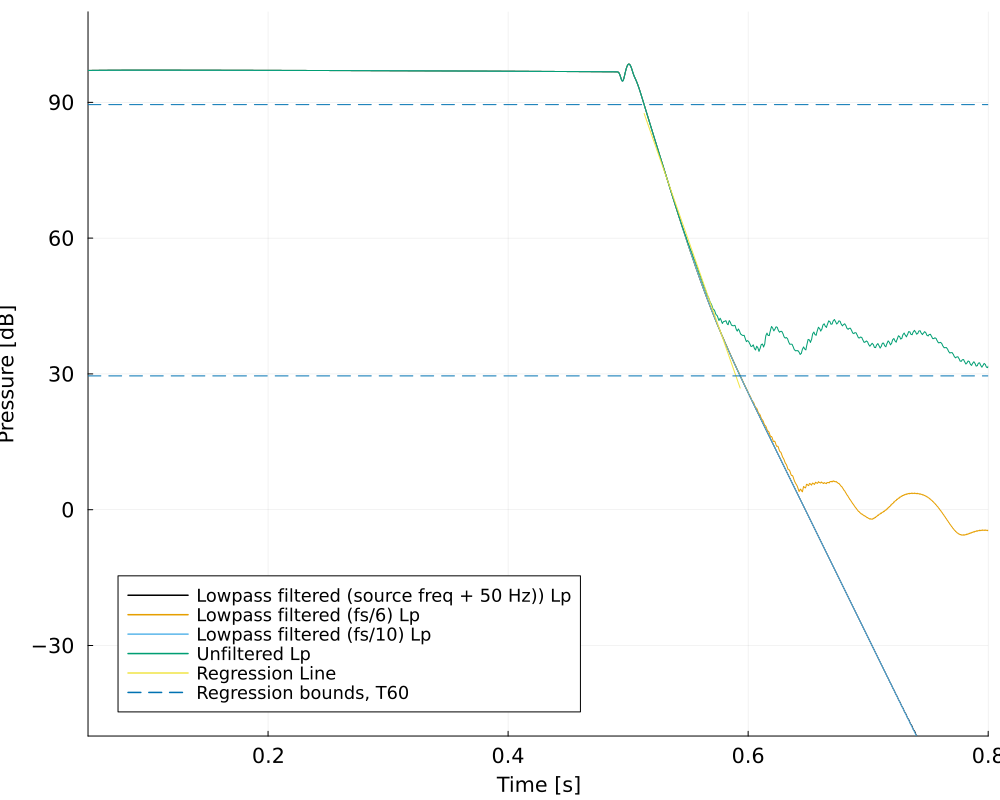 90
60
30
0
−30
Pressure [dB]
Lowpass filtered (source freq + 50 Hz)) Lp
Lowpass filtered (fs/6) Lp
Lowpass filtered (fs/10) Lp
Unfiltered Lp
Regression Line
Regression bounds, T60
0.2
0.4
0.6
0.8
Time [s]